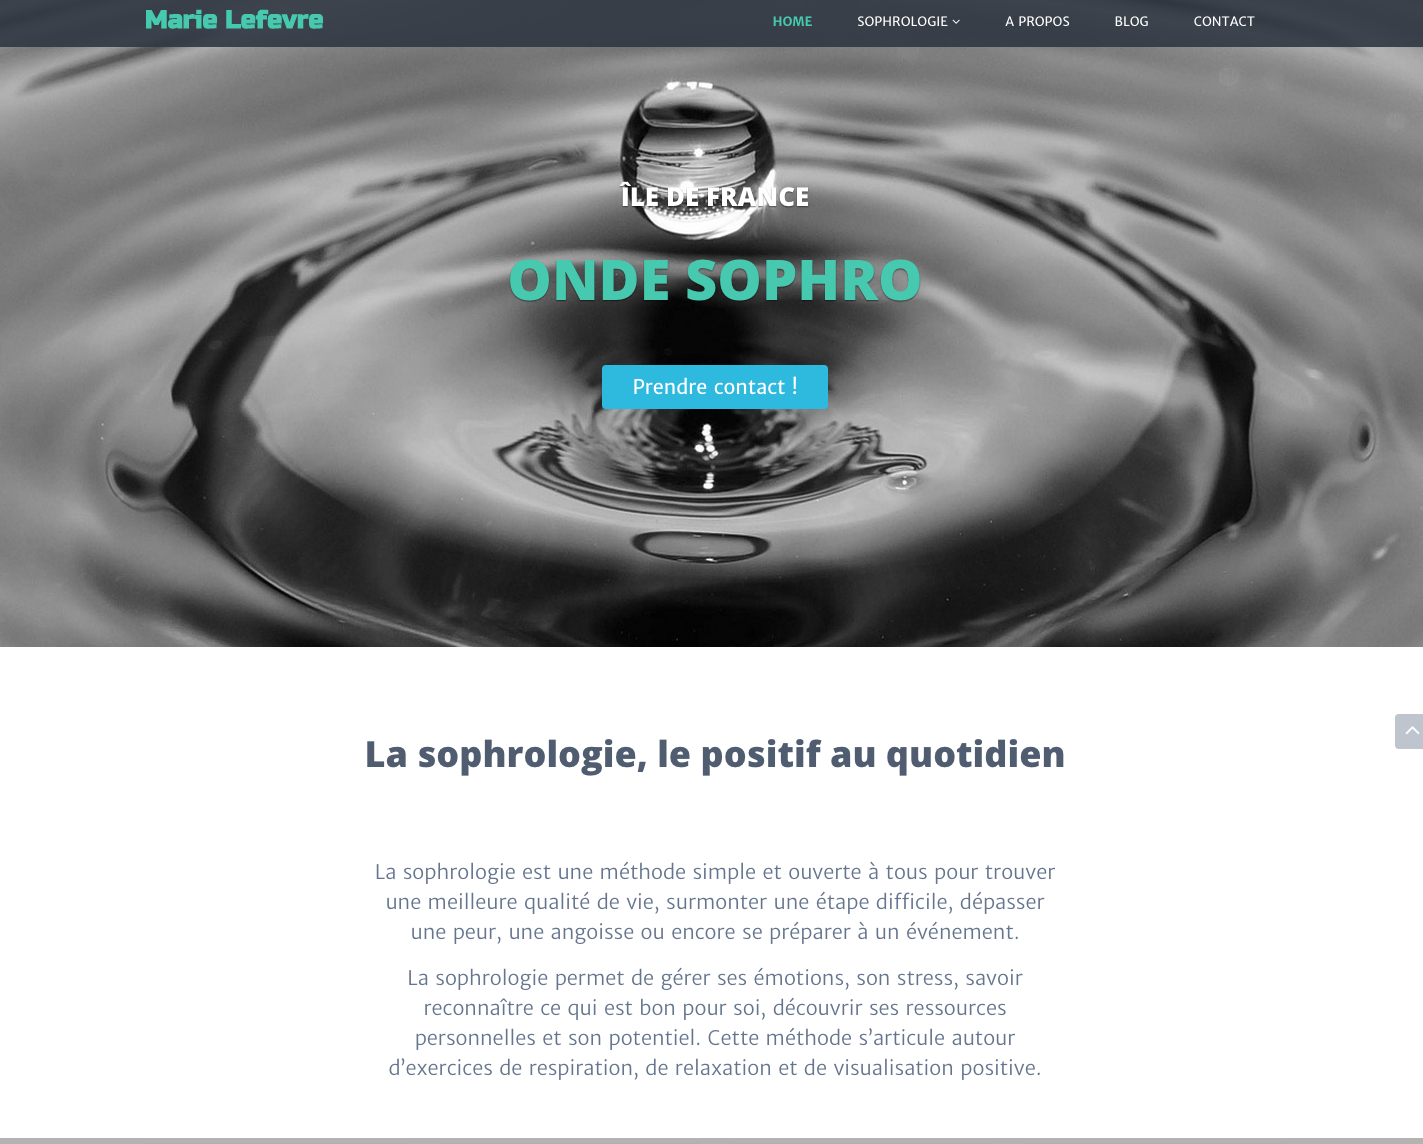 Marie Lefevre
HOME
SOPHROLOGIE
A PROPOS
BLOG
CONTACT
ÎLE DE FRANCE
ONDE SOPHRO
Prendre contact !
La sophrologie, le positif au quotidien
La sophrologie est une méthode simple et ouverte à tous pour trouver
une meilleure qualité de vie, surmonter une étape difficile, dépasser
une peur, une angoisse ou encore se préparer à un événement.
La sophrologie permet de gérer ses émotions, son stress, savoir
reconnaître ce qui est bon pour soi, découvrir ses ressources
personnelles et son potentiel. Cette méthode s’articule autour
d’exercices de respiration, de relaxation et de visualisation positive.